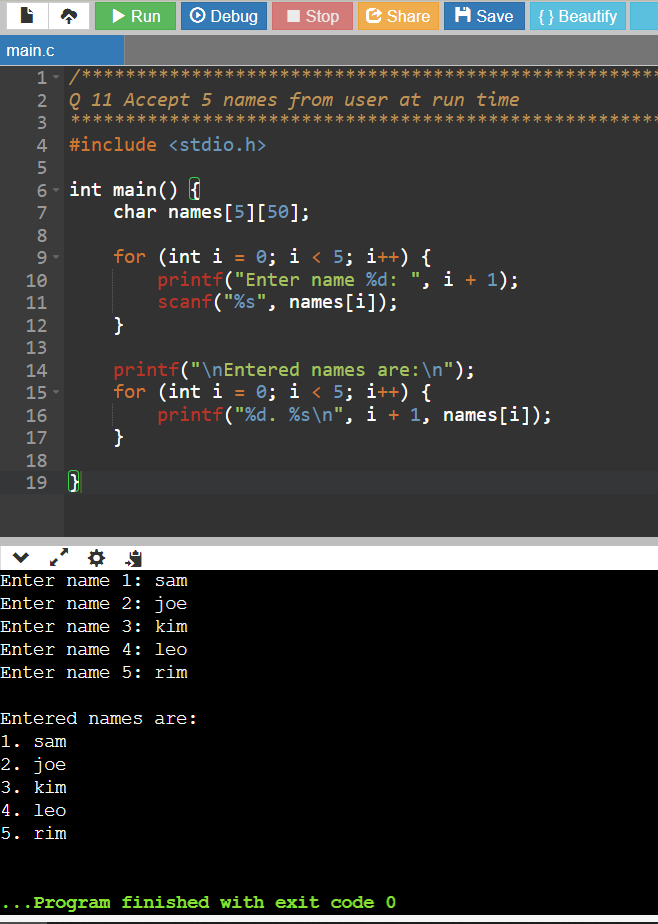 Run Debug Stop Share Save { } Beautify
main.c
1 /*****************************************************
2 Q 11 Accept 5 names from user at run time
3 *****************************************************
4 #include <stdio.h>
5
6 int main() {
7     char names[5][50];
8
9     for (int i = 0; i < 5; i++) {
10         printf("Enter name %d: ", i + 1);
11         scanf("%s", names[i]);
12     }
13
14     printf("\nEntered names are:\n");
15     for (int i = 0; i < 5; i++) {
16         printf("%d. %s\n", i + 1, names[i]);
17     }
18
19 }
Enter name 1: sam
Enter name 2: joe
Enter name 3: kim
Enter name 4: leo
Enter name 5: rim
Entered names are:
1. sam
2. joe
3. kim
4. leo
5. rim
...Program finished with exit code 0